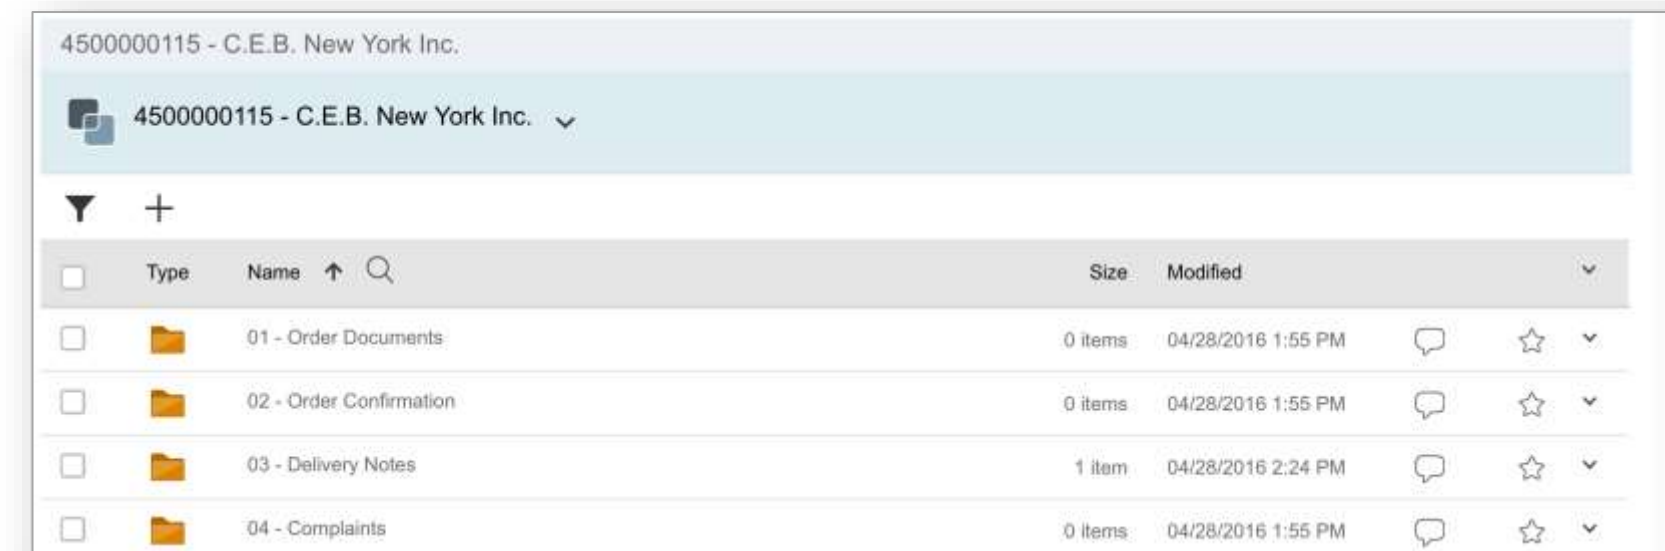 4500000115 - C.E.B. New York Inc.
4500000115 - C.E.B. New York Inc.
Type Name Size Modified
01 - Order Documents 0 items 04/28/2016 1:55 PM
02 - Order Confirmation 0 items 04/28/2016 1:55 PM
03 - Delivery Notes 1 item 04/28/2016 2:24 PM
04 - Complaints 0 items 04/28/2016 1:55 PM